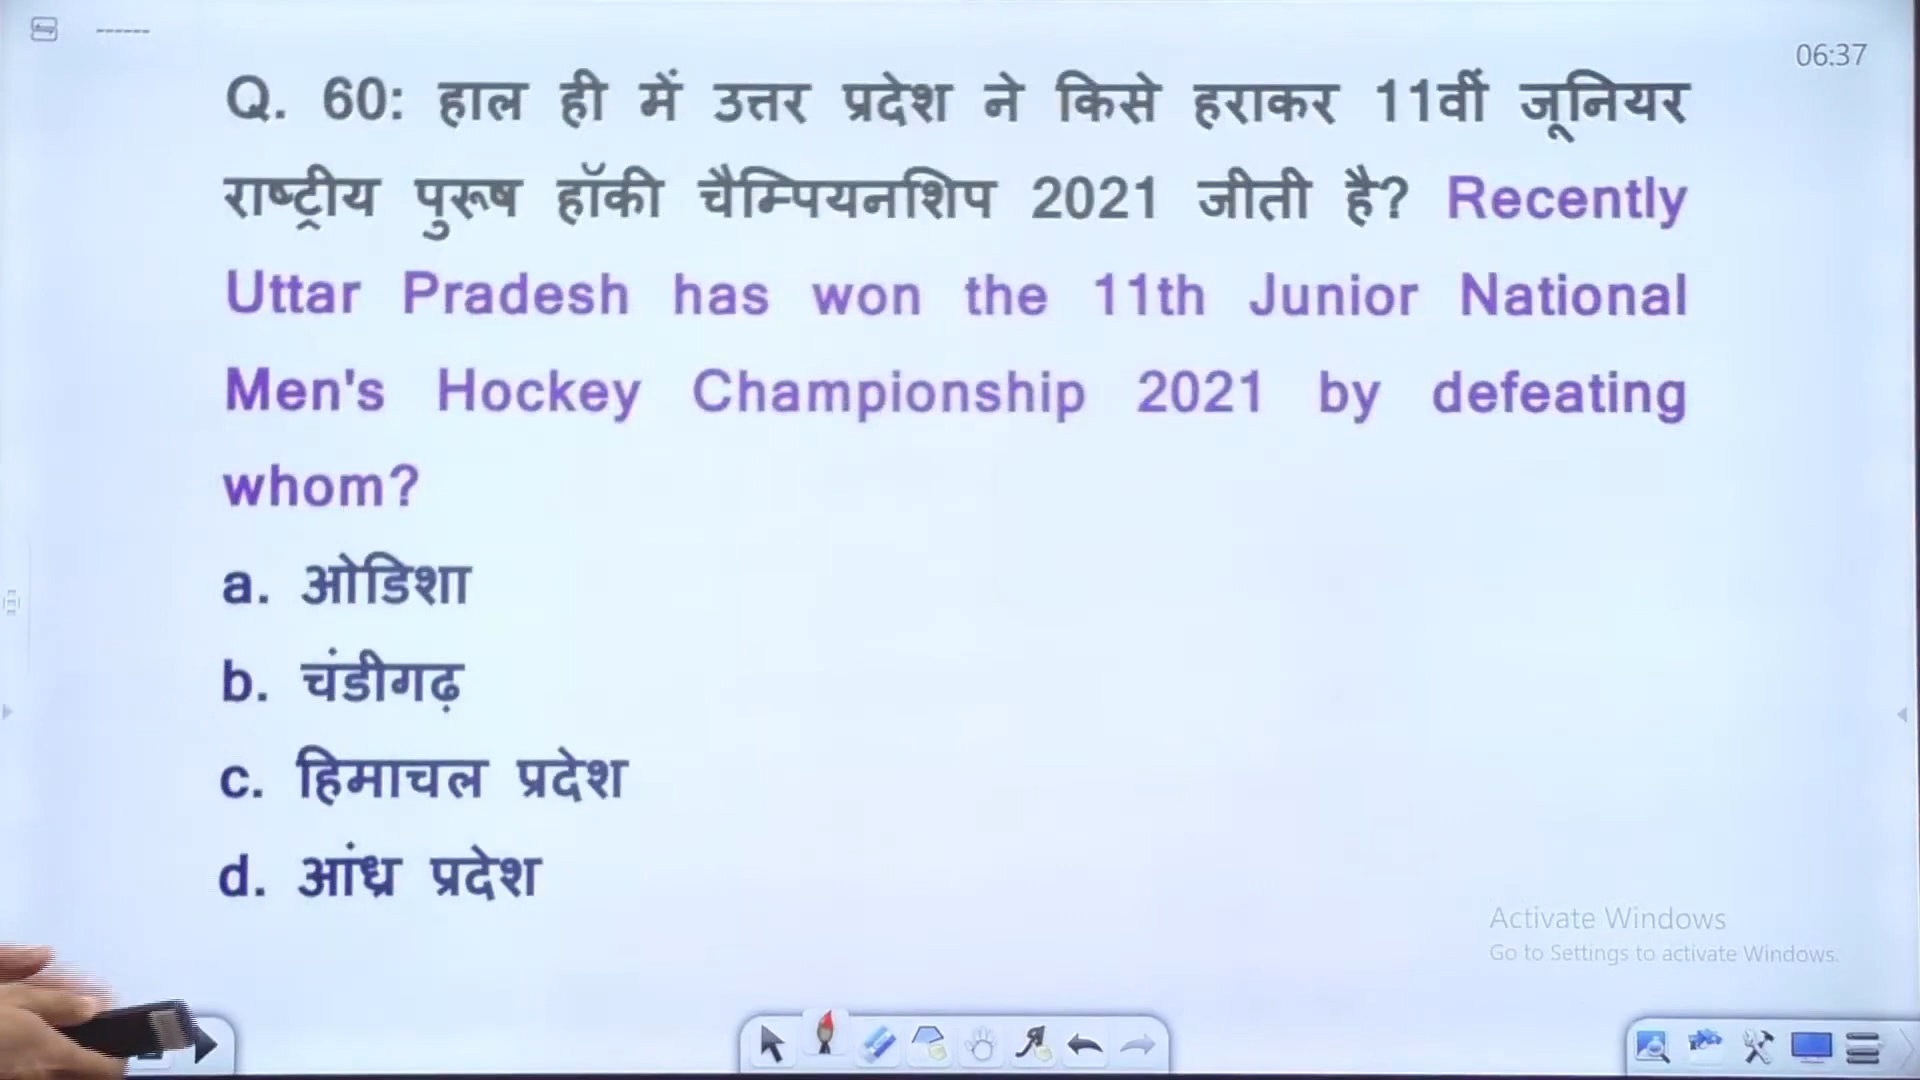 06:37
Q. 60: हाल ही में उत्तर प्रदेश ने किसे हराकर 11वीं जूनियर
राष्ट्रीय पुरूष हॉकी चैम्पियनशिप 2021 जीती है? Recently
Uttar Pradesh has won the 11th Junior National
Men's Hockey Championship 2021 by defeating
whom?
a. ओडिशा
b. चंडीगढ़
c. हिमाचल प्रदेश
d. आंध्र प्रदेश
Activate Windows
Go to Settings to activate Windows.